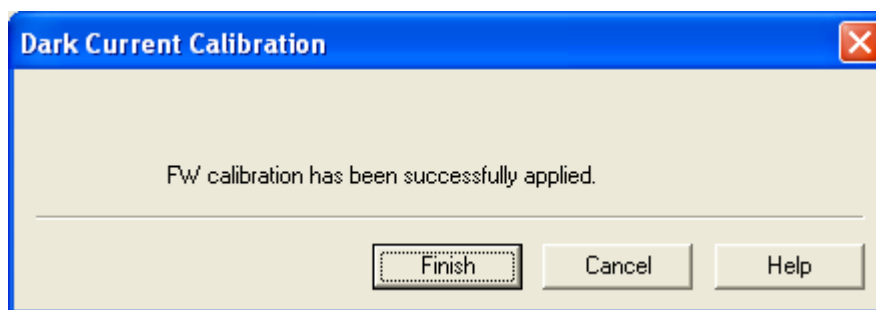 Dark Current Calibration
FW calibration has been successfully applied.
Finish Cancel Help